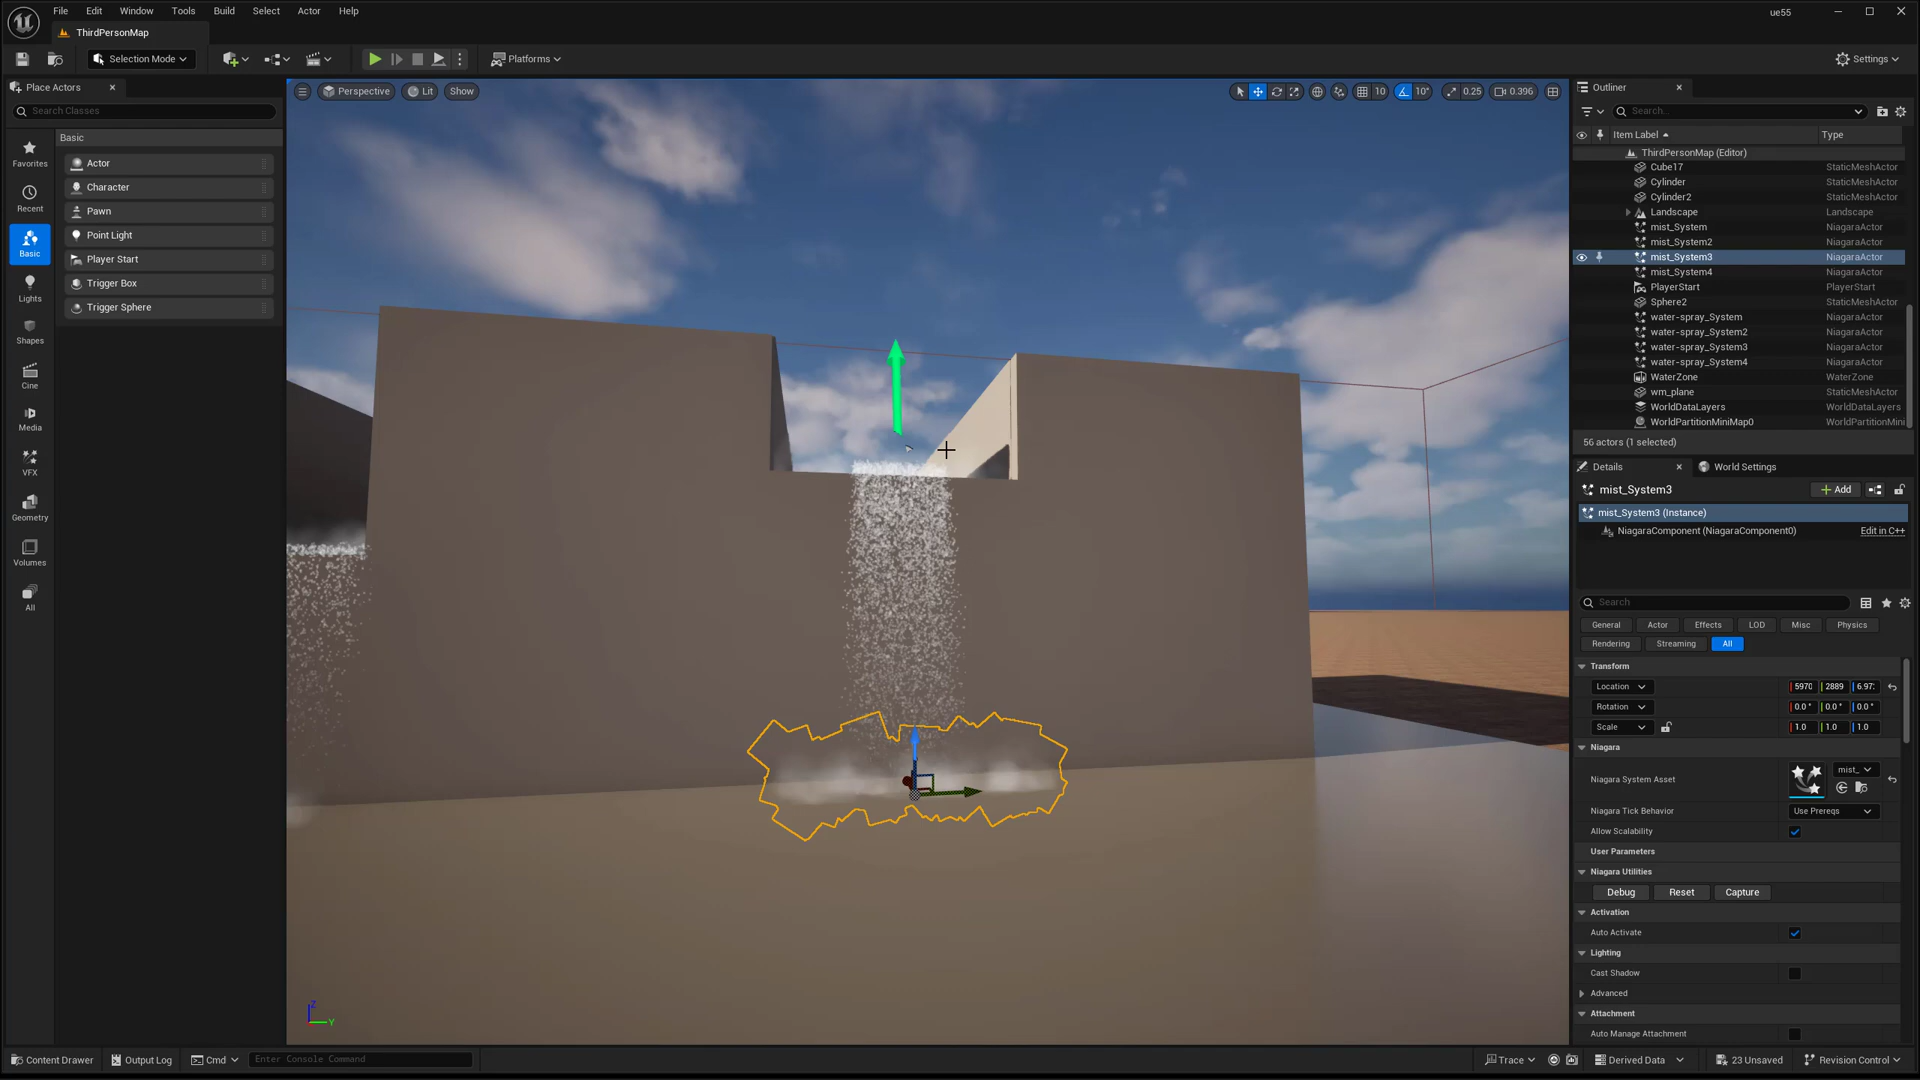 File Edit Window Tools Build Select Actor Help
ue55
ThirdPersonMap
Selection Mode
Platforms
Settings
Place Actors
Search Classes
Favorites
Recent
Basic
Lights
Shapes
Cine
Media
VFX
Geometry
Volumes
All
Basic
Actor
Character
Pawn
Point Light
Player Start
Trigger Box
Trigger Sphere
Perspective Lit Show
10 10° 0.25 0.396
Z
Y
Outliner
Search...
Item Label Type
ThirdPersonMap (Editor)
Cube17 StaticMeshActor
Cylinder StaticMeshActor
Cylinder2 StaticMeshActor
Landscape Landscape
mist_System NiagaraActor
mist_System2 NiagaraActor
mist_System3 NiagaraActor
mist_System4 NiagaraActor
PlayerStart PlayerStart
Sphere2 StaticMeshActor
water-spray_System NiagaraActor
water-spray_System2 NiagaraActor
water-spray_System3 NiagaraActor
water-spray_System4 NiagaraActor
WaterZone WaterZone
wm_plane StaticMeshActor
WorldDataLayers WorldDataLayers
WorldPartitionMiniMap0 WorldPartitionMini
56 actors (1 selected)
Details World Settings
mist_System3 Add
mist_System3 (Instance)
NiagaraComponent (NiagaraComponent0) Edit in C++
Search
General Actor Effects LOD Misc Physics
Rendering Streaming All
Transform
Location 5970 2889 6.97
Rotation 0.0° 0.0° 0.0°
Scale 1.0 1.0 1.0
Niagara
Niagara System Asset mist_
Niagara Tick Behavior Use Prereqs
Allow Scalability
User Parameters
Niagara Utilities
Debug Reset Capture
Activation
Auto Activate
Lighting
Cast Shadow
Advanced
Attachment
Auto Manage Attachment
Content Drawer Output Log Cmd Enter Console Command Trace Derived Data 23 Unsaved Revision Control